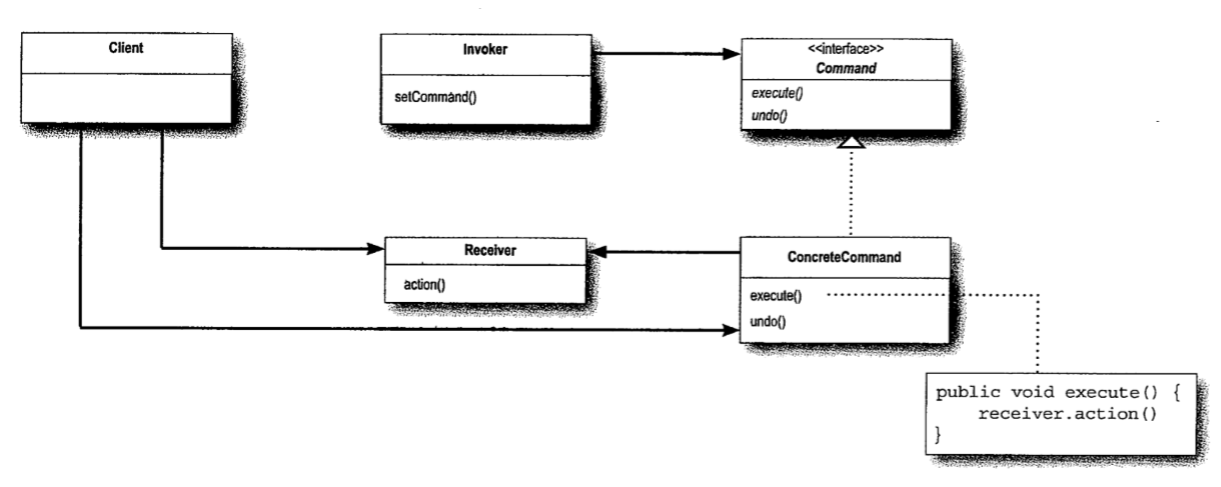 Client
Invoker
setCommand()
<<interface>>
Command
execute()
undo()
Receiver
action()
ConcreteCommand
execute()
undo()
public void execute() {
    receiver.action()
}